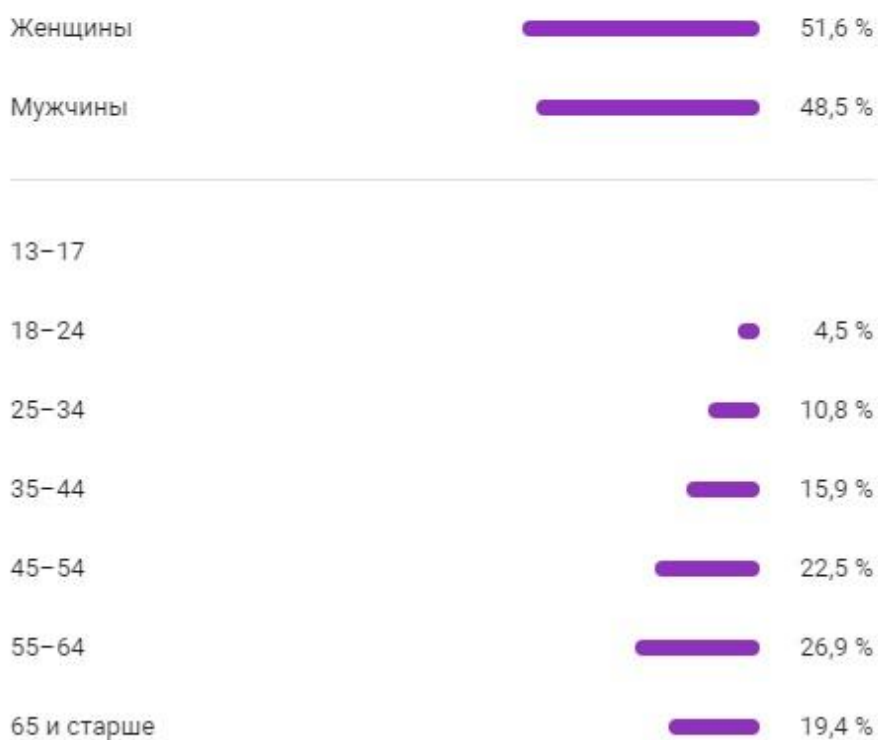 Женщины 51,6 %
Мужчины 48,5 %
13–17
18–24 4,5 %
25–34 10,8 %
35–44 15,9 %
45–54 22,5 %
55–64 26,9 %
65 и старше 19,4 %